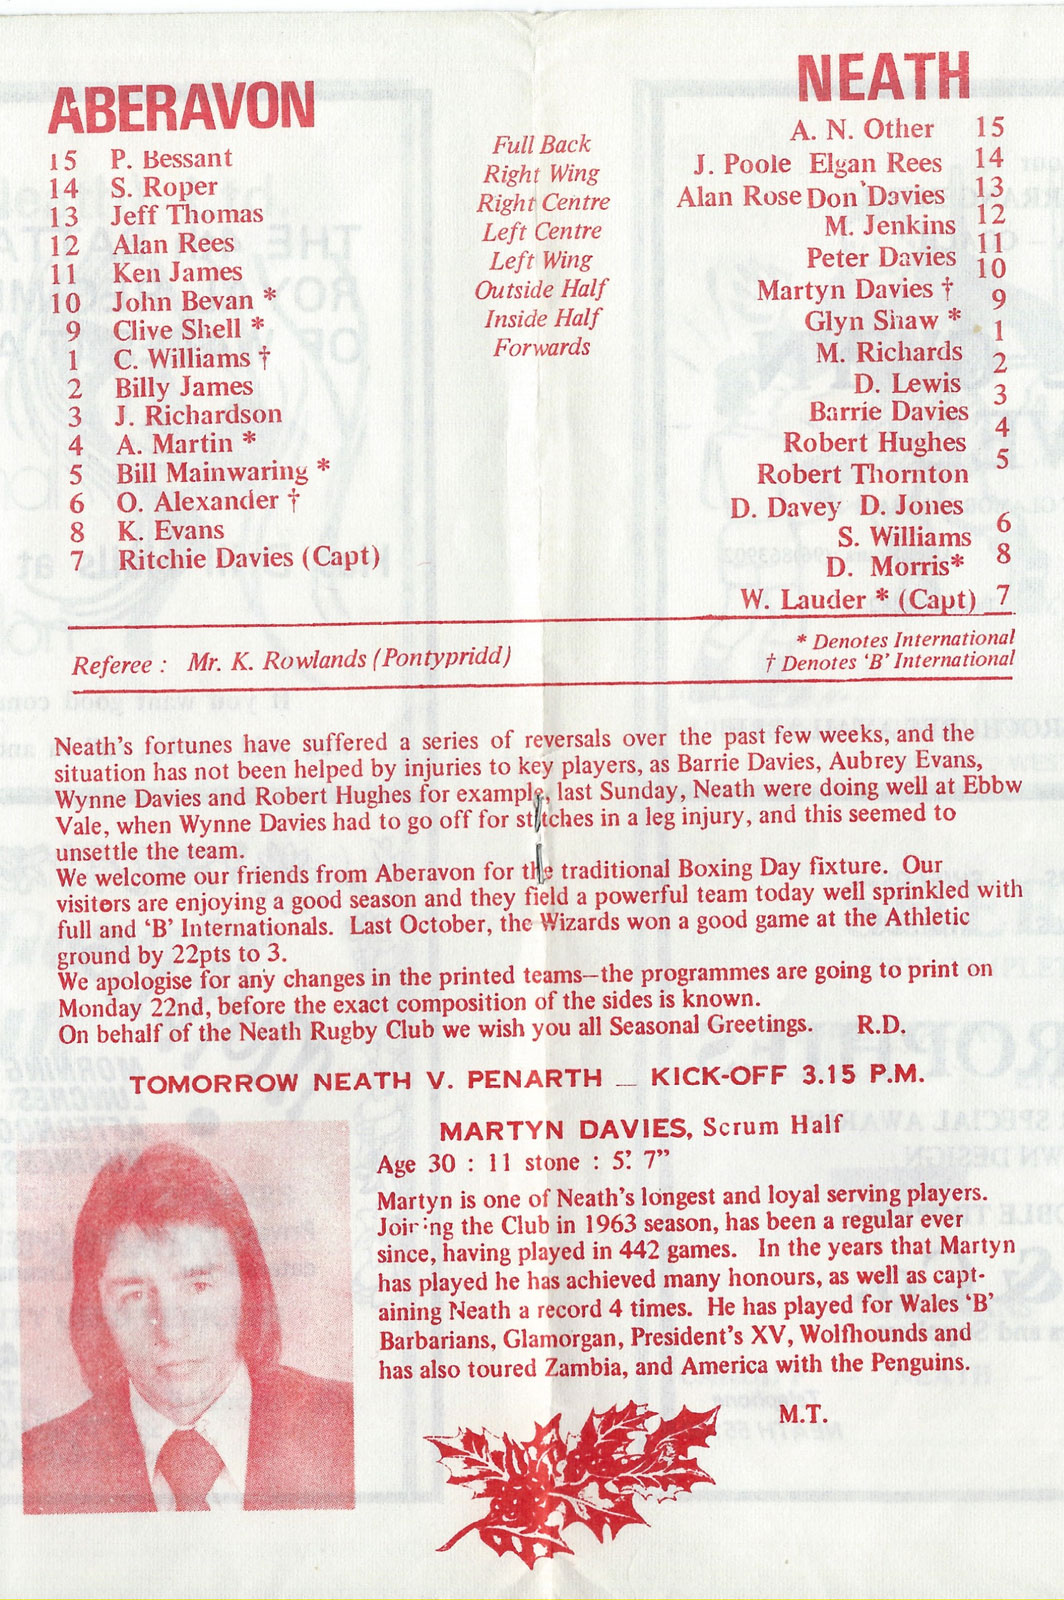 ABERAVON
15 P. Bessant
14 S. Roper
13 Jeff Thomas
12 Alan Rees
11 Ken James
10 John Bevan *
9 Clive Shell *
1 C. Williams †
2 Billy James
3 J. Richardson
4 A. Martin *
5 Bill Mainwaring *
6 O. Alexander †
8 K. Evans
7 Ritchie Davies (Capt)
Full Back
Right Wing
Right Centre
Left Centre
Left Wing
Outside Half
Inside Half
Forwards
NEATH
A. N. Other 15
J. Poole Elgan Rees 14
Alan Rose Don Davies 13
M. Jenkins 12
Peter Davies 11
Martyn Davies † 10
Glyn Shaw * 9
M. Richards 1
D. Lewis 2
Barrie Davies 3
Robert Hughes 4
Robert Thornton 5
D. Davey D. Jones
S. Williams 6
D. Morris* 8
W. Lauder * (Capt) 7
Referee : Mr. K. Rowlands (Pontypridd)
* Denotes International
† Denotes 'B' International
Neath's fortunes have suffered a series of reversals over the past few weeks, and the
situation has not been helped by injuries to key players, as Barrie Davies, Aubrey Evans,
Wynne Davies and Robert Hughes for example, last Sunday, Neath were doing well at Ebbw
Vale, when Wynne Davies had to go off for stitches in a leg injury, and this seemed to
unsettle the team.
We welcome our friends from Aberavon for the traditional Boxing Day fixture. Our
visitors are enjoying a good season and they field a powerful team today well sprinkled with
full and 'B' Internationals. Last October, the Wizards won a good game at the Athletic
ground by 22pts to 3.
We apologise for any changes in the printed teams—the programmes are going to print on
Monday 22nd, before the exact composition of the sides is known.
On behalf of the Neath Rugby Club we wish you all Seasonal Greetings. R.D.
TOMORROW NEATH V. PENARTH — KICK-OFF 3.15 P.M.
MARTYN DAVIES, Scrum Half
Age 30 : 11 stone : 5' 7"
Martyn is one of Neath's longest and loyal serving players.
Joining the Club in 1963 season, has been a regular ever
since, having played in 442 games. In the years that Martyn
has played he has achieved many honours, as well as capt-
aining Neath a record 4 times. He has played for Wales 'B'
Barbarians, Glamorgan, President's XV, Wolfhounds and
has also toured Zambia, and America with the Penguins.
M.T.